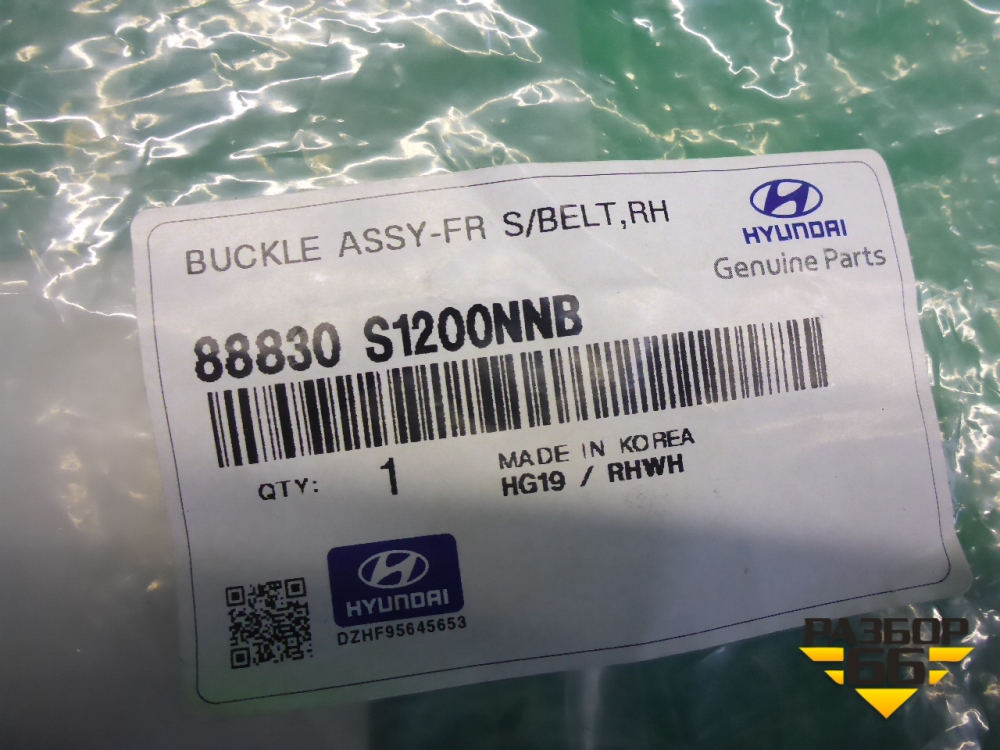 BUCKLE ASSY-FR S/BELT,RH
HYUNDAI
Genuine Parts
88830 S1200NNB
QTY: 1
MADE IN KOREA
HG19 / RHWH
HYUNDAI
DZHF95645653
РАЗБОР
66